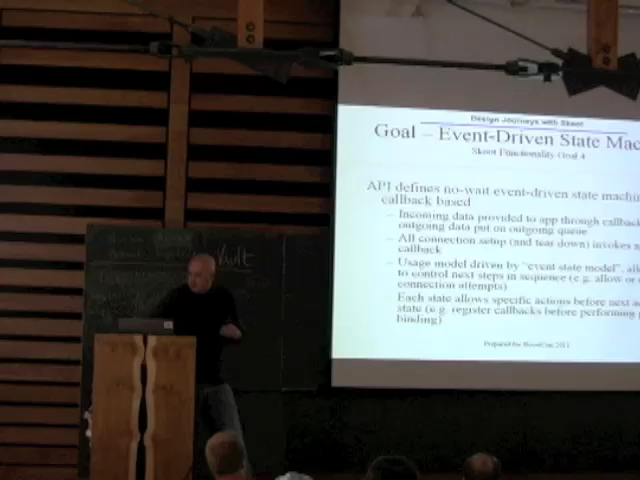 Design Journeys with Skoot
Goal – Event-Driven State Mac
Skoot Functionality Goal 4
API defines no-wait event-driven state machin
callback based
– Incoming data provided to app through callbac
outgoing data put on outgoing queue
– All connection setup (and tear down) invokes
callback
– Usage model driven by “event state model”,
to control next steps in sequence (e.g. allow or
connection attempts)
Each state allows specific actions before next
state (e.g. register callbacks before performing
binding)
Prepared for BoostCon 2011
Vault